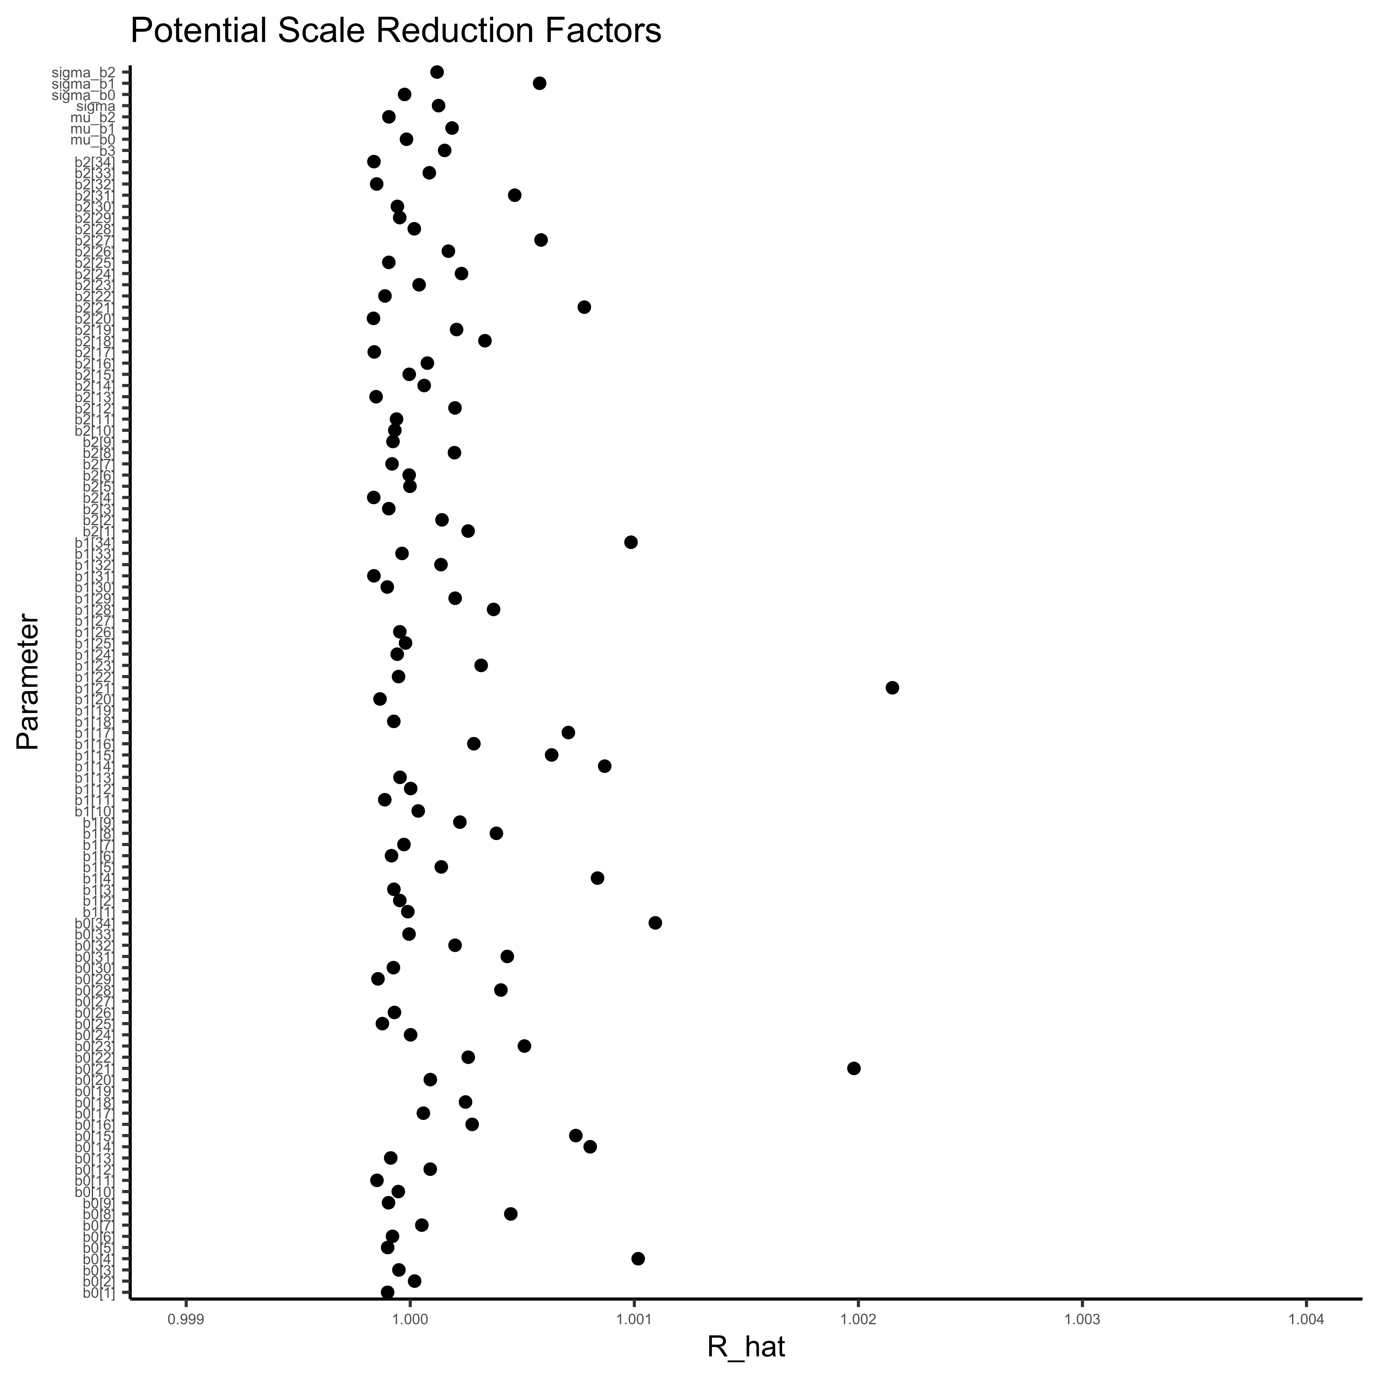 Potential Scale Reduction Factors
sigma_b2
sigma_b1
sigma_b0
sigma
mu_b2
mu_b1
mu_b0
b3
b2[34]
b2[33]
b2[32]
b2[31]
b2[30]
b2[29]
b2[28]
b2[27]
b2[26]
b2[25]
b2[24]
b2[23]
b2[22]
b2[21]
b2[20]
b2[19]
b2[18]
b2[17]
b2[16]
b2[15]
b2[14]
b2[13]
b2[12]
b2[11]
b2[10]
b2[9]
b2[8]
b2[7]
b2[6]
b2[5]
b2[4]
b2[3]
b2[2]
b2[1]
b1[34]
b1[33]
b1[32]
b1[31]
b1[30]
b1[29]
b1[28]
b1[27]
b1[26]
b1[25]
b1[24]
b1[23]
b1[22]
b1[21]
b1[20]
b1[19]
b1[18]
b1[17]
b1[16]
b1[15]
b1[14]
b1[13]
b1[12]
b1[11]
b1[10]
b1[9]
b1[8]
b1[7]
b1[6]
b1[5]
b1[4]
b1[3]
b1[2]
b1[1]
b0[34]
b0[33]
b0[32]
b0[31]
b0[30]
b0[29]
b0[28]
b0[27]
b0[26]
b0[25]
b0[24]
b0[23]
b0[22]
b0[21]
b0[20]
b0[19]
b0[18]
b0[17]
b0[16]
b0[15]
b0[14]
b0[13]
b0[12]
b0[11]
b0[10]
b0[9]
b0[8]
b0[7]
b0[6]
b0[5]
b0[4]
b0[3]
b0[2]
b0[1]
Parameter
0.999 1.000 1.001 1.002 1.003 1.004
R_hat